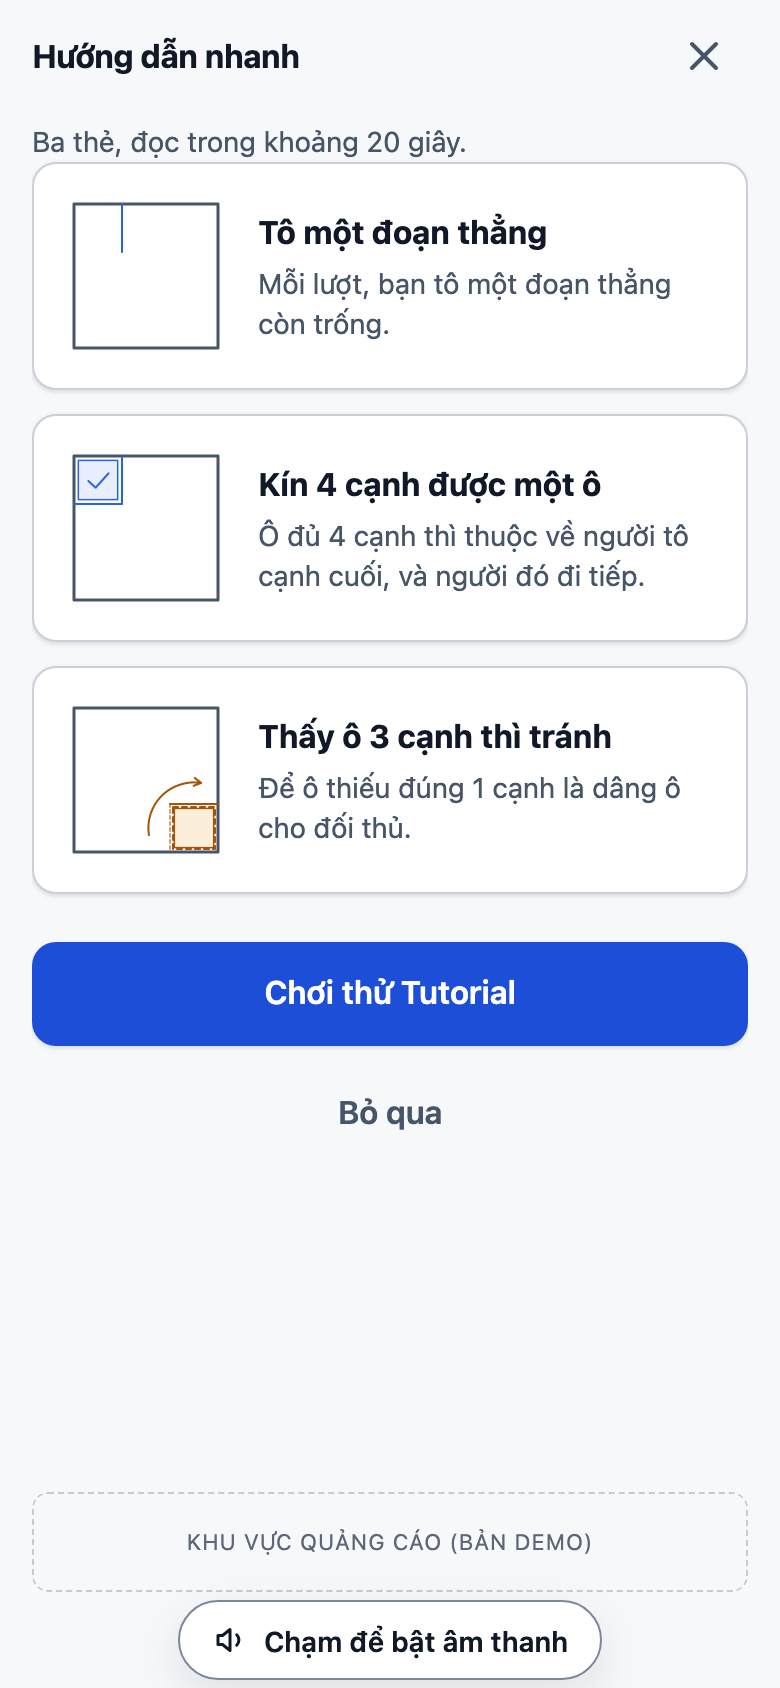 Hướng dẫn nhanh
Ba thẻ, đọc trong khoảng 20 giây.
Tô một đoạn thẳng
Mỗi lượt, bạn tô một đoạn thẳng
còn trống.
Kín 4 cạnh được một ô
Ô đủ 4 cạnh thì thuộc về người tô
cạnh cuối, và người đó đi tiếp.
Thấy ô 3 cạnh thì tránh
Để ô thiếu đúng 1 cạnh là dâng ô
cho đối thủ.
Chơi thử Tutorial
Bỏ qua
KHU VỰC QUẢNG CÁO (BẢN DEMO)
Chạm để bật âm thanh